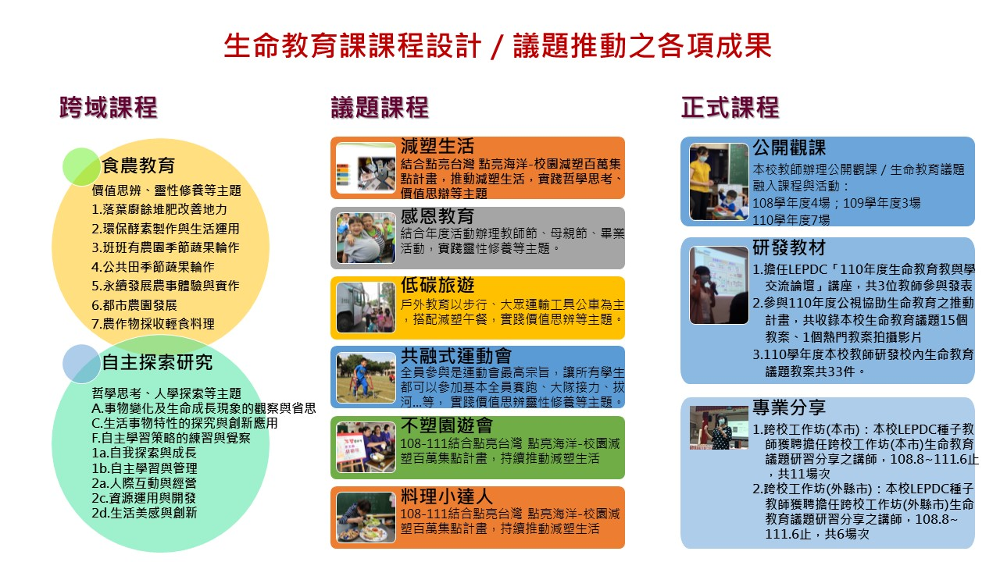 生命教育課課程設計 / 議題推動之各項成果
跨域課程
食農教育
價值思辨、靈性修養等主題
1.落葉廚餘堆肥改善地力
2.環保酵素製作與生活運用
3.班班有農園季節蔬果輪作
4.公共田季節蔬果輪作
5.永續發展農事體驗與實作
6.都市農園發展
7.農作物採收輕食料理
自主探索研究
哲學思考、人學探索等主題
A.事物變化及生命成長現象的觀察與省思
C.生活事物特性的探究與創新應用
F.自主學習策略的練習與覺察
1a.自我探索與成長
1b.自主學習與管理
2a.人際互動與經營
2c.資源運用與開發
2d.生活美感與創新
議題課程
減塑生活
結合點亮台灣 點亮海洋-校園減塑百萬集
點計畫，推動減塑生活，實踐哲學思考、
價值思辯等主題
感恩教育
結合年度活動辦理教師節、母親節、畢業
活動，實踐靈性修養等主題。
低碳旅遊
戶外教育以步行、大眾運輸工具公車為主
，搭配減塑午餐，實踐價值思辨等主題。
共融式運動會
全員參與是運動會最高宗旨，讓所有學生
都可以參加基本全員賽跑、大隊接力、拔
河...等， 實踐價值思辨靈性修養等主題。
不塑園遊會
108-111結合點亮台灣 點亮海洋-校園減
塑百萬集點計畫，持續推動減塑生活
料理小達人
108-111結合點亮台灣 點亮海洋-校園減
塑百萬集點計畫，持續推動減塑生活
正式課程
公開觀課
本校教師辦理公開觀課 / 生命教育議題
融入課程與活動：
108學年度4場；109學年度3場
110學年度7場
研發教材
1.擔任LEPDC「110年度生命教育教與學
交流論壇」講座，共3位教師參與發表
2.參與110年度公視協助生命教育之推動
計畫，共收錄本校生命教育議題15個
教案、1個熱門教案拍攝影片
3.110學年度本校教師研發校內生命教育
議題教案共33件。
專業分享
1.跨校工作坊(本市)：本校LEPDC種子教
師獲聘擔任跨校工作坊(本市)生命教育
議題研習分享之講師，108.8~111.6止
，共11場次
2.跨校工作坊(外縣市)：本校LEPDC種子
教師獲聘擔任跨校工作坊(外縣市)生命
教育議題研習分享之講師，108.8~
111.6止，共6場次